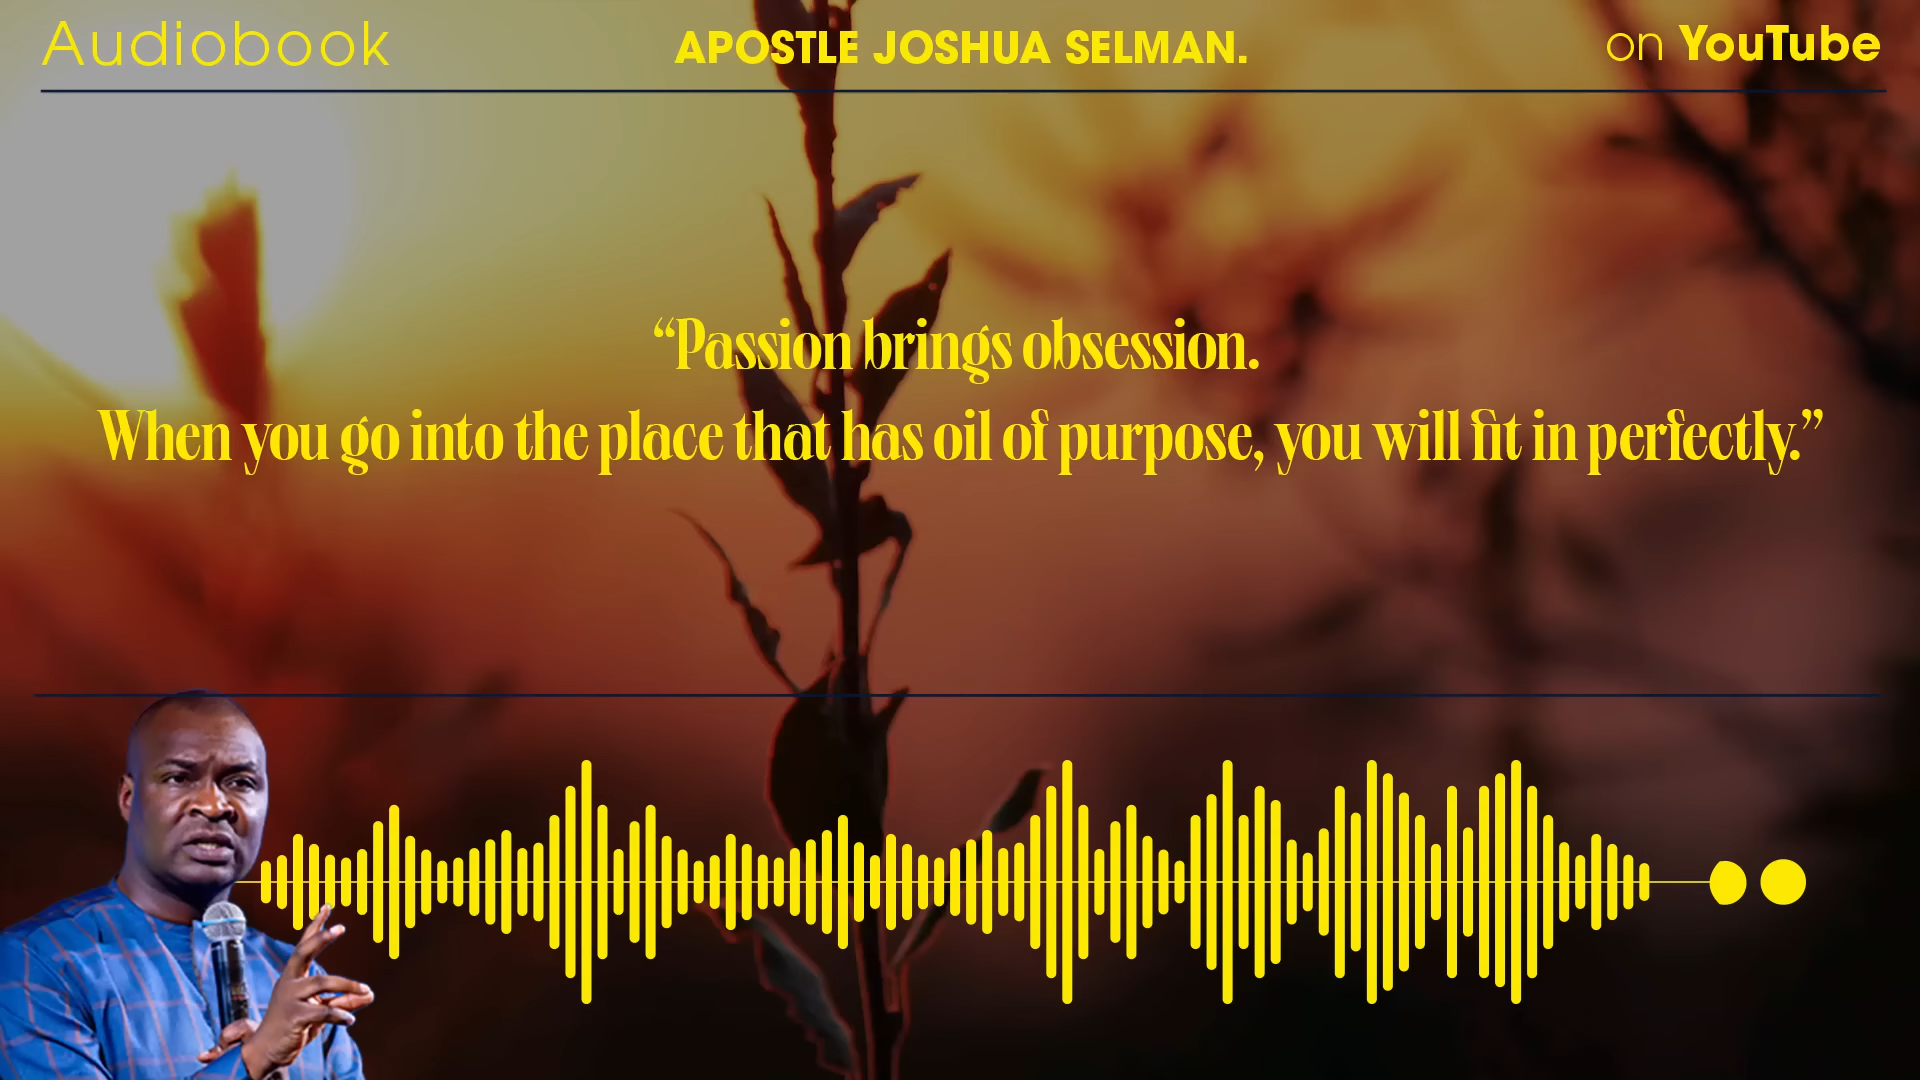 Audiobook
APOSTLE JOSHUA SELMAN.
on YouTube
“Passion brings obsession.
When you go into the place that has oil of purpose, you will fit in perfectly.”